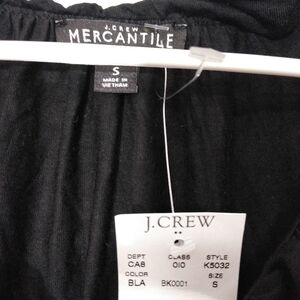 J.CREW
MERCANTILE
S
MADE IN
VIETNAM
J.CREW
DEPT CLASS STYLE
CA8 010 K5032
COLOR SIZE
BLA BK0001 S